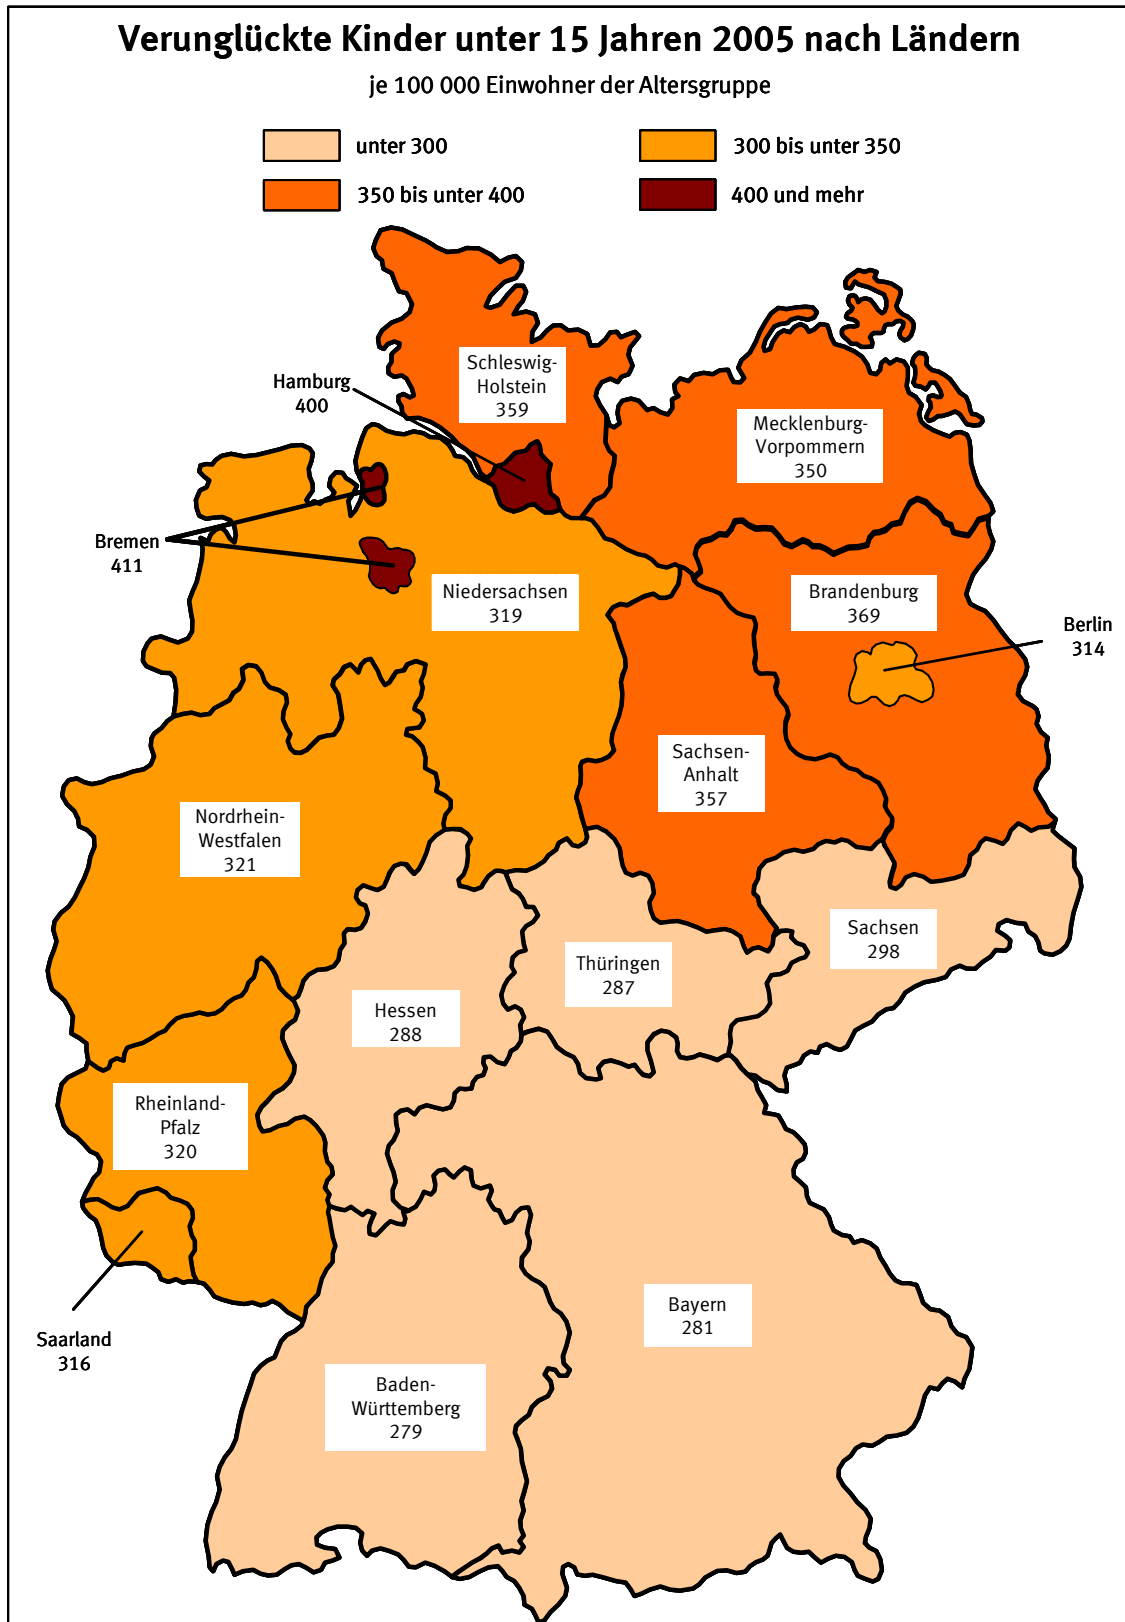 Verunglückte Kinder unter 15 Jahren 2005 nach Ländern
je 100 000 Einwohner der Altersgruppe
unter 300
300 bis unter 350
350 bis unter 400
400 und mehr
Schleswig-
Holstein
359
Hamburg
400
Mecklenburg-
Vorpommern
350
Bremen
411
Niedersachsen
319
Brandenburg
369
Berlin
314
Sachsen-
Anhalt
357
Nordrhein-
Westfalen
321
Sachsen
298
Thüringen
287
Hessen
288
Rheinland-
Pfalz
320
Saarland
316
Bayern
281
Baden-
Württemberg
279